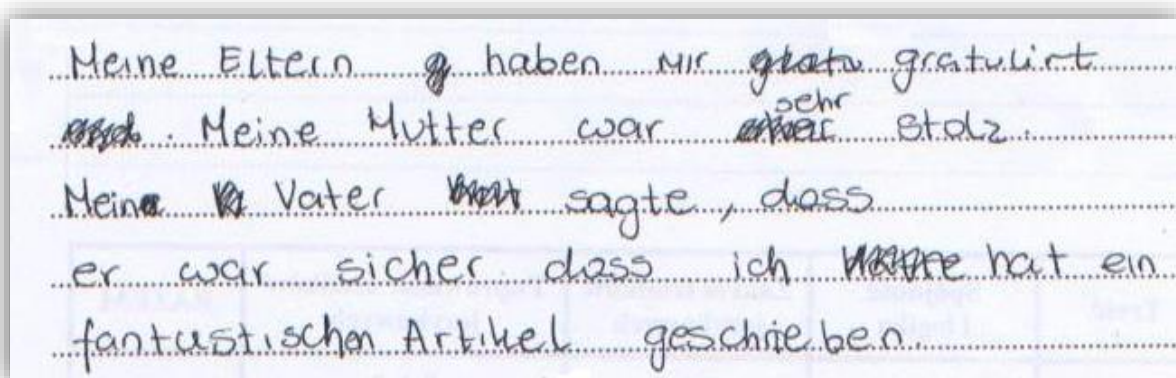 Meine Eltern haben mir gratulirt
. Meine Mutter war sehr stolz.
Mein Vater sagte, dass
er war sicher dass ich hat ein
fantastischen Artikel geschrieben